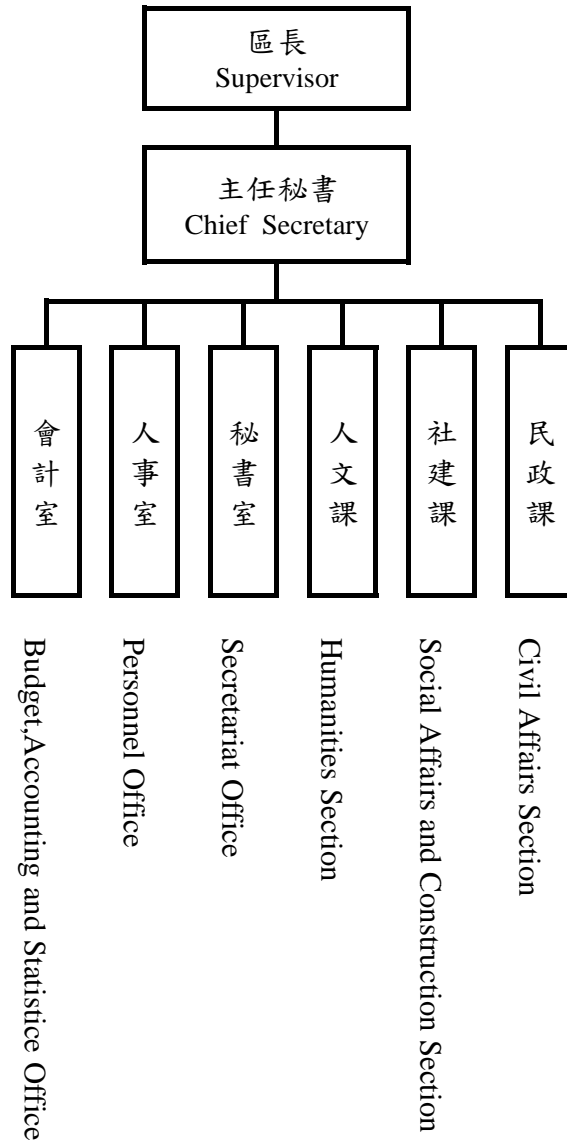 區長
Supervisor
主任秘書
Chief Secretary
會計室
人事室
秘書室
人文課
社建課
民政課
Budget,Accounting and Statistice Office
Personnel Office
Secretariat Office
Humanities Section
Social Affairs and Construction Section
Civil Affairs Section